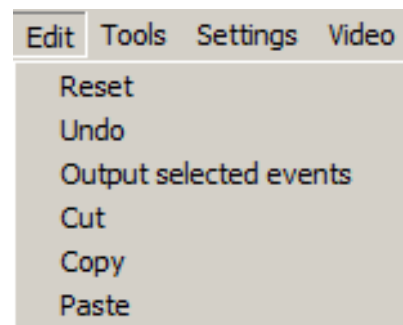 Edit Tools Settings Video
Reset
Undo
Output selected events
Cut
Copy
Paste